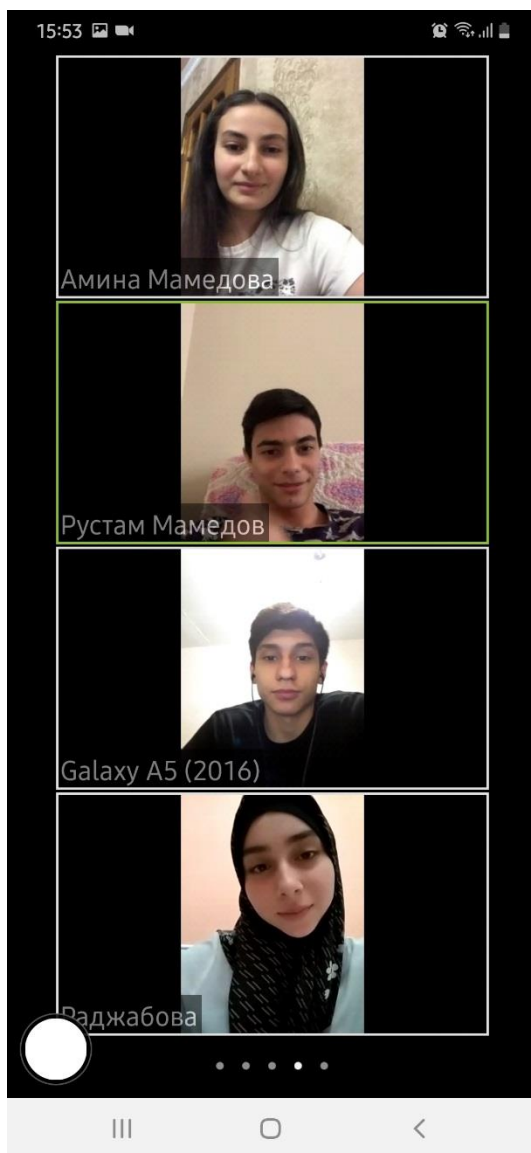 15:53
Амина Мамедова
Рустам Мамедов
Galaxy A5 (2016)
Раджабова